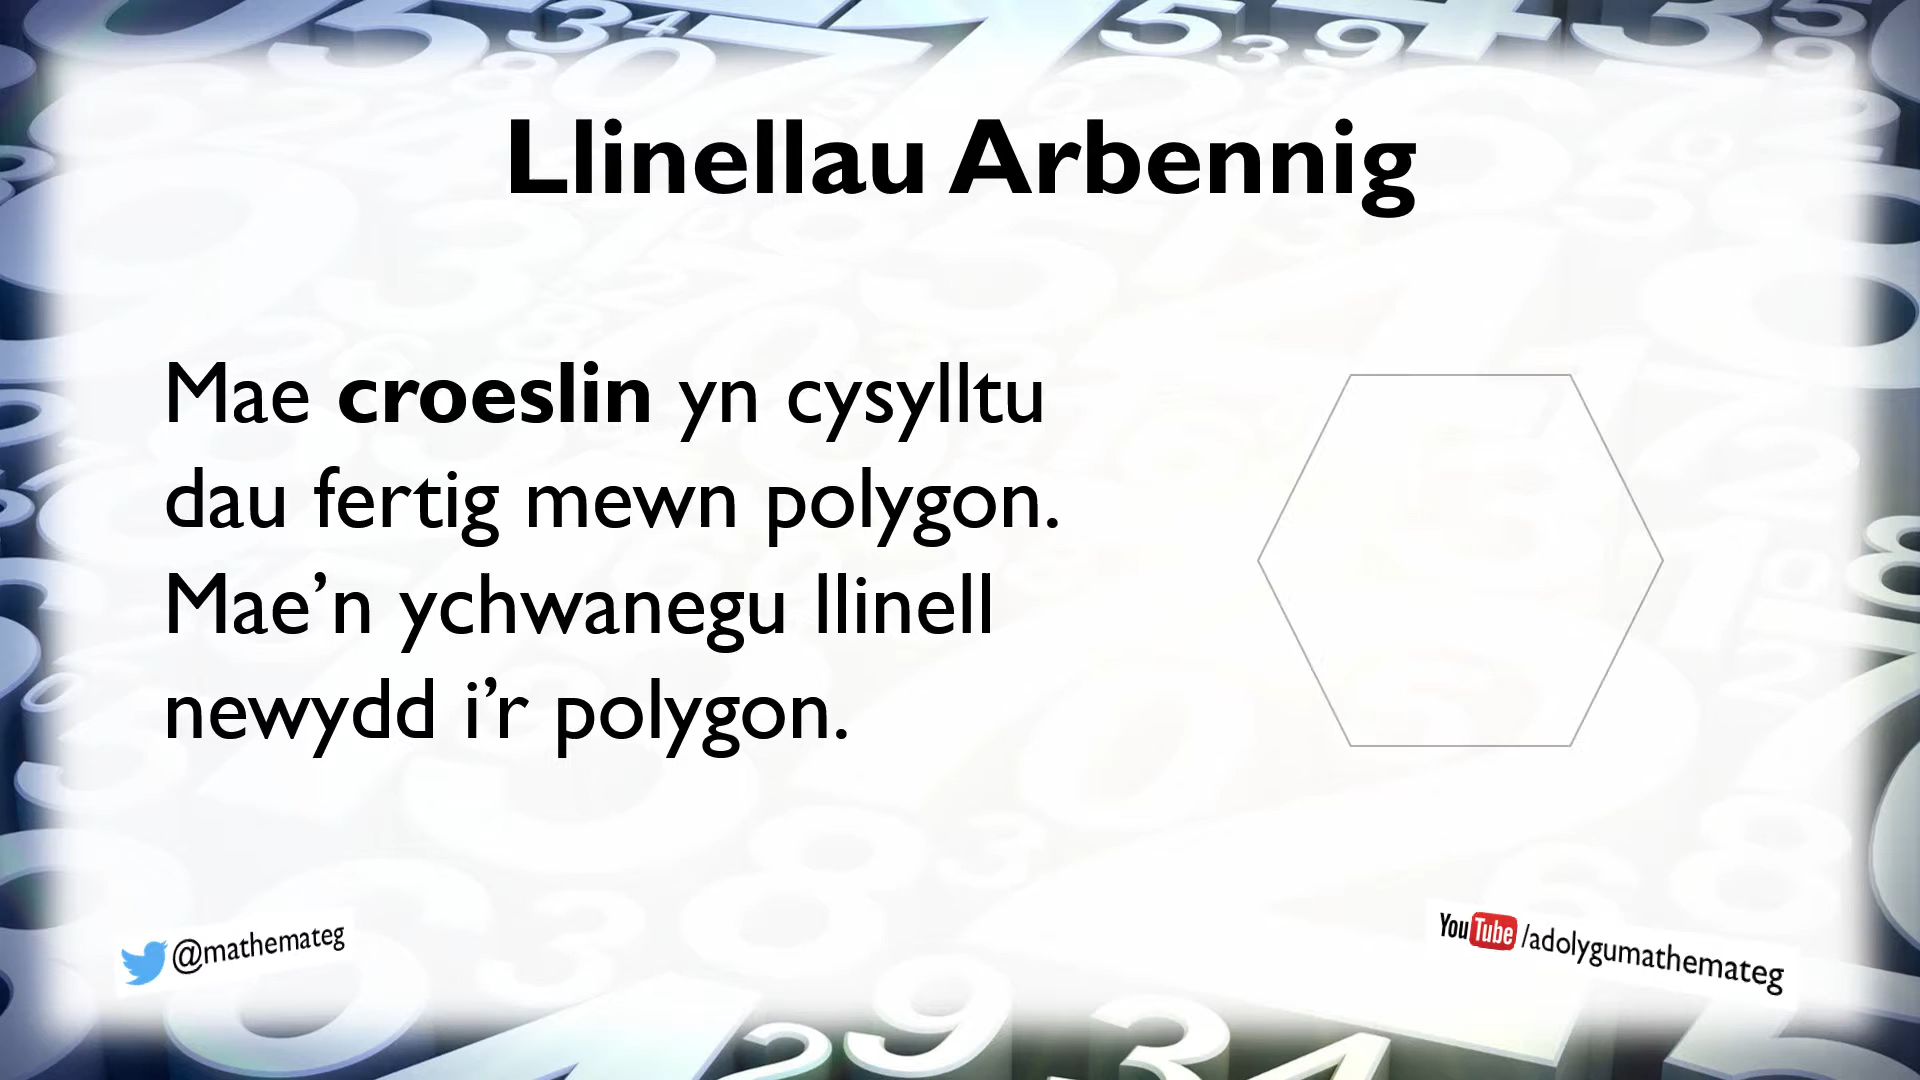 Llinellau Arbennig
Mae croeslin yn cysylltu
dau fertig mewn polygon.
Mae’n ychwanegu llinell
newydd i’r polygon.
@mathemateg
YouTube /adolygumathemateg